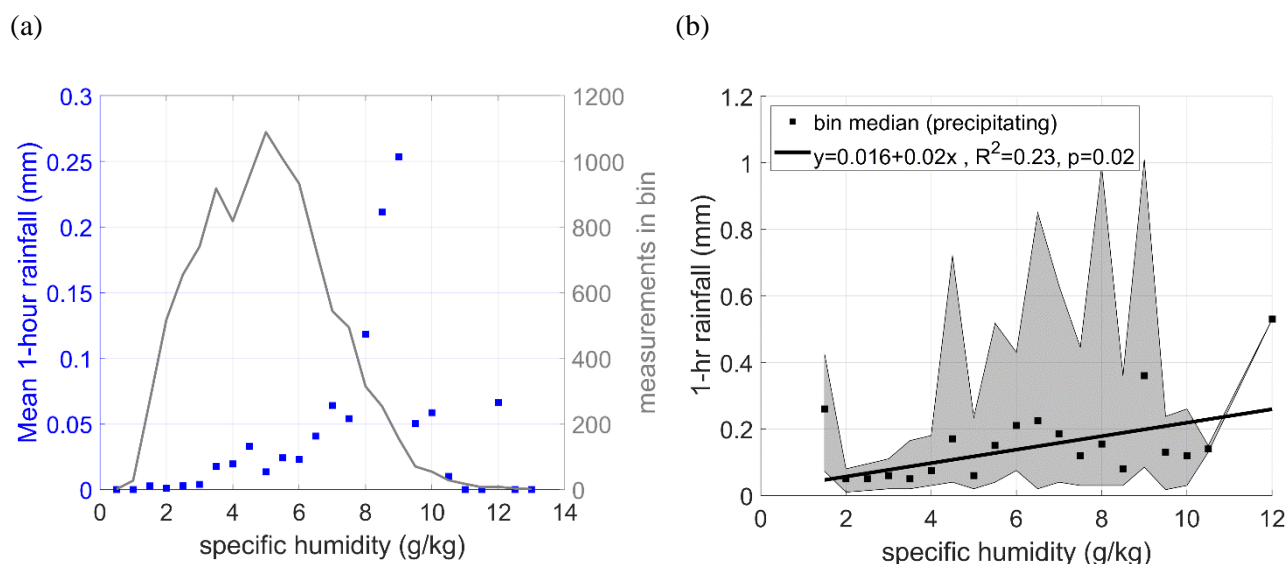 (a)
0.3
0.25
0.2
0.15
0.1
0.05
0
Mean 1-hour rainfall (mm)
1200
1000
800
600
400
200
0
measurements in bin
0 2 4 6 8 10 12 14
specific humidity (g/kg)
(b)
1.2
1
0.8
0.6
0.4
0.2
0
1-hr rainfall (mm)
bin median (precipitating)
y=0.016+0.02x , R²=0.23, p=0.02
0 2 4 6 8 10 12
specific humidity (g/kg)